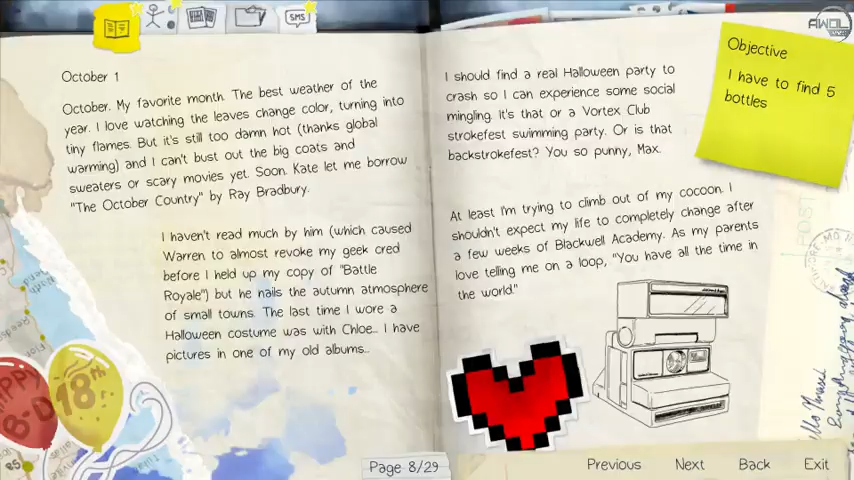 SMS
AWOL
October 1
October. My favorite month. The best weather of the
year. I love watching the leaves change color, turning into
tiny flames. But it's still too damn hot (thanks global
warming) and I can't bust out the big coats and
sweaters or scary movies yet. Soon. Kate let me borrow
"The October Country" by Ray Bradbury.
I haven't read much by him (which caused
Warren to almost revoke my geek cred
before I held up my copy of "Battle
Royale") but he nails the autumn atmosphere
of small towns. The last time I wore a
Halloween costume was with Chloe... I have
pictures in one of my old albums...
HAPPY
B-D
18th
85
I should find a real Halloween party to
crash so I can experience some social
mingling. It's that or a Vortex Club
strokefest swimming party. Or is that
backstrokefest? You so punny, Max.
At least I'm trying to climb out of my cocoon. I
shouldn't expect my life to completely change after
a few weeks of Blackwell Academy. As my parents
love telling me on a loop, "You have all the time in
the world."
Objective
I have to find 5
bottles
POST
Page 8/29
Previous
Next
Back
Exit